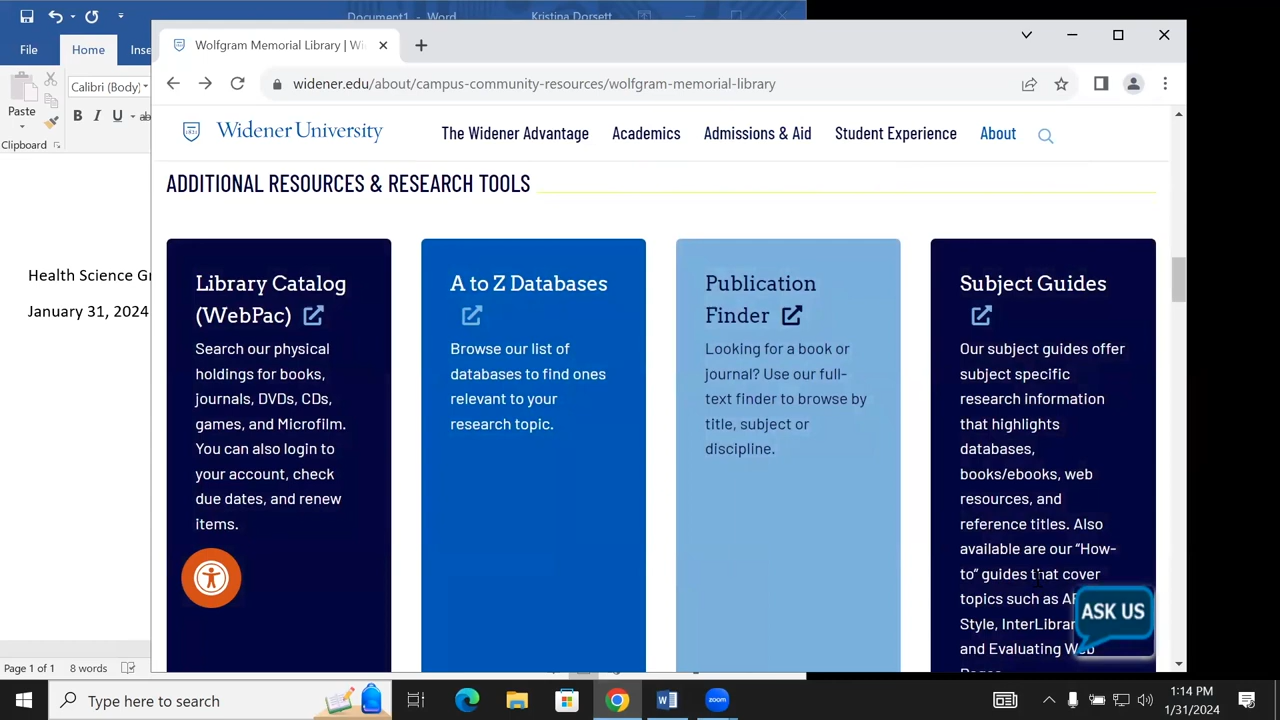 Document1 - Word
Kristina Dorsett
File
Home
Paste
Calibri (Body)
B I U ab
Clipboard
Health Science
January 31, 2024
Page 1 of 1
8 words
Wolfgram Memorial Library |
widener.edu/about/campus-community-resources/wolfgram-memorial-library
Widener University
The Widener Advantage
Academics
Admissions & Aid
Student Experience
About
ADDITIONAL RESOURCES & RESEARCH TOOLS
Library Catalog
(WebPac)
Search our physical
holdings for books,
journals, DVDs, CDs,
games, and Microfilm.
You can also login to
your account, check
due dates, and renew
items.
A to Z Databases
Browse our list of
databases to find ones
relevant to your
research topic.
Publication
Finder
Looking for a book or
journal? Use our full-
text finder to browse by
title, subject or
discipline.
Subject Guides
Our subject guides offer
subject specific
research information
that highlights
databases,
books/ebooks, web
resources, and
reference titles. Also
available are our “How-
to” guides that cover
topics such as
Style,
and Evaluating Web
ASK US
Type here to search
zoom
1:14 PM
1/31/2024